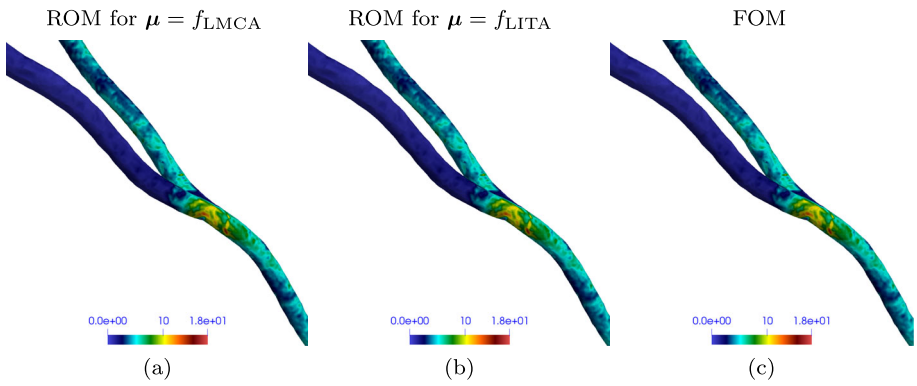 ROM for μ = f_LMCA ROM for μ = f_LITA FOM
0.0e+00 10 1.8e+01 0.0e+00 10 1.8e+01 0.0e+00 10 1.8e+01
(a) (b) (c)